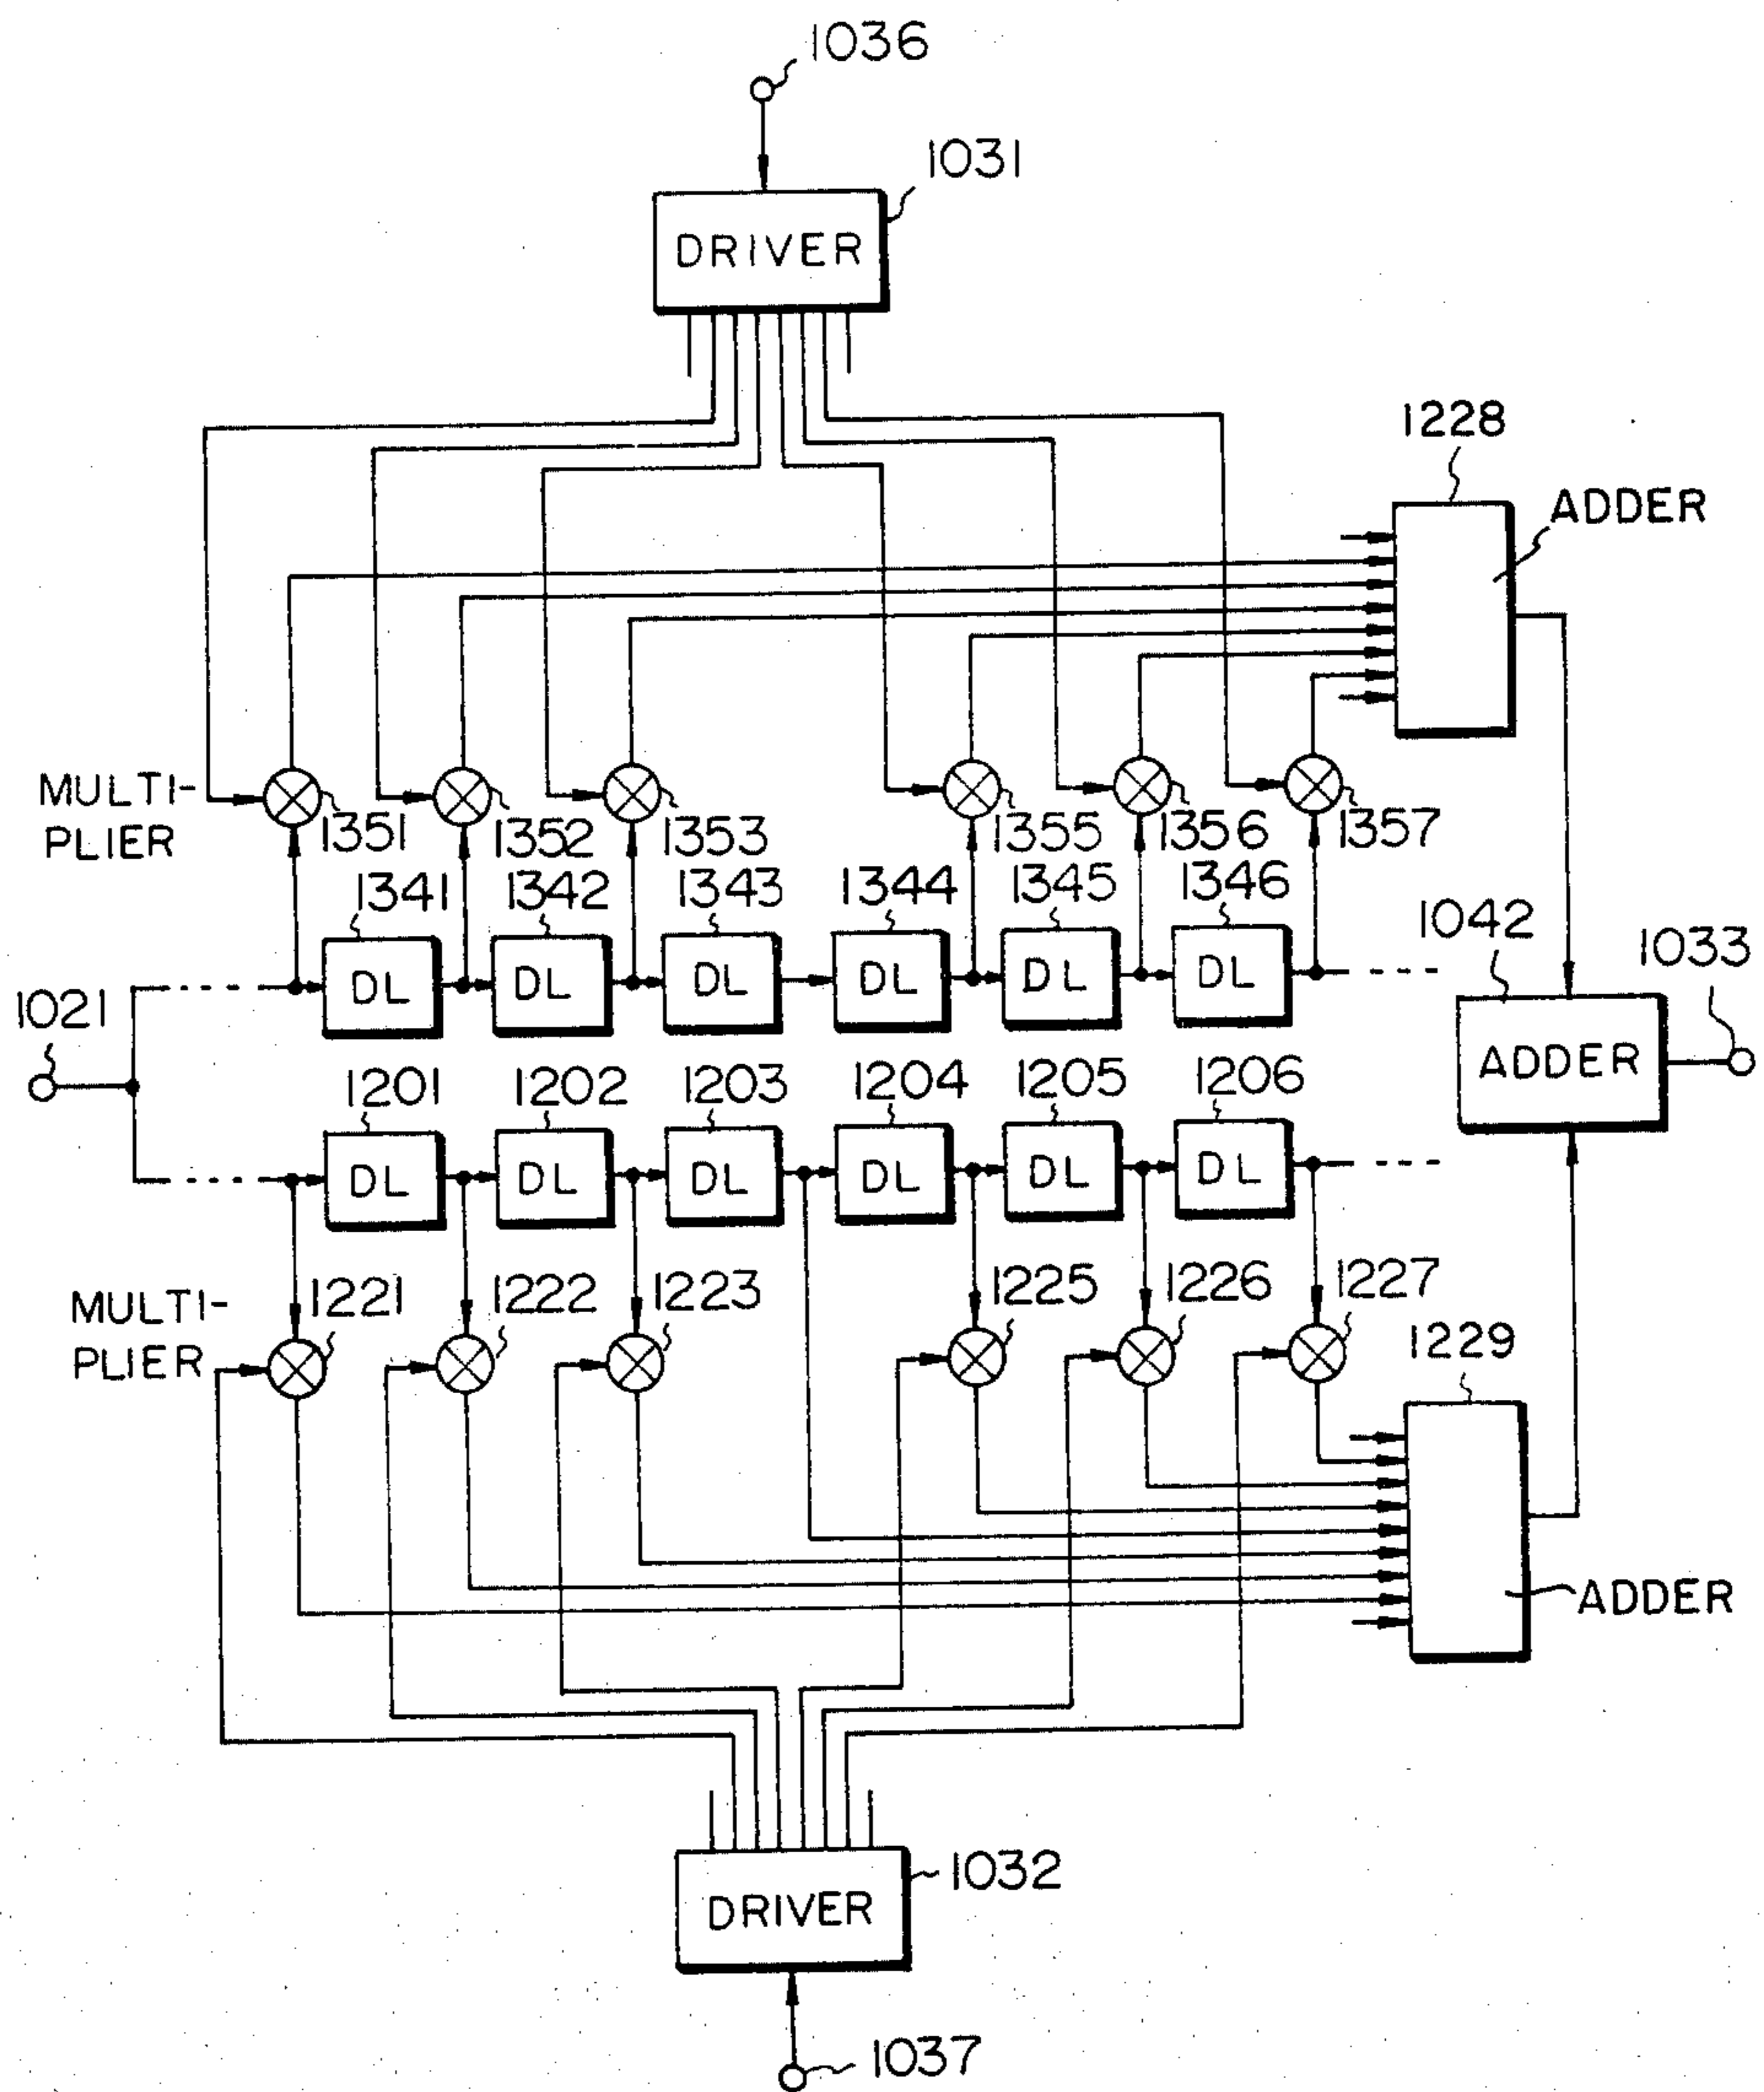 1036
1031
DRIVER
1228
ADDER
MULTI-
PLIER
1351
1352
1353
1355
1356
1357
1341
1342
1343
1344
1345
1346
DL
DL
DL
DL
DL
DL
1042
1033
1021
ADDER
1201
1202
1203
1204
1205
1206
DL
DL
DL
DL
DL
DL
MULTI-
PLIER
1221
1222
1223
1225
1226
1227
1229
ADDER
1032
DRIVER
1037